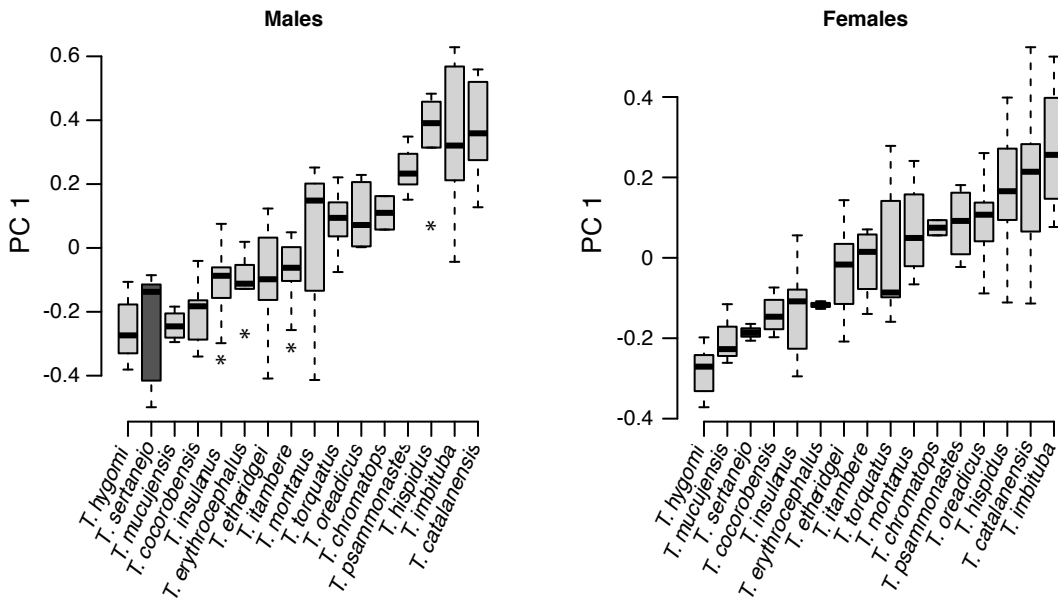 Males
PC 1
0.6
0.4
0.2
0
-0.2
-0.4
*
*
*
*
T. hygomi
T. sertanejo
T. mucujensis
T. cocorobensis
T. insulanus
T. erythrocephalus
T. etheridgei
T. itambere
T. montanus
T. torquatus
T. oreadicus
T. chromatops
T. psammonastes
T. hispidus
T. imbituba
T. catalanensis
Females
PC 1
0.4
0.2
0
-0.2
-0.4
T. hygomi
T. mucujensis
T. sertanejo
T. cocorobensis
T. insulanus
T. erythrocephalus
T. etheridgei
T. itambere
T. torquatus
T. montanus
T. chromatops
T. psammonastes
T. oreadicus
T. hispidus
T. catalanensis
T. imbituba